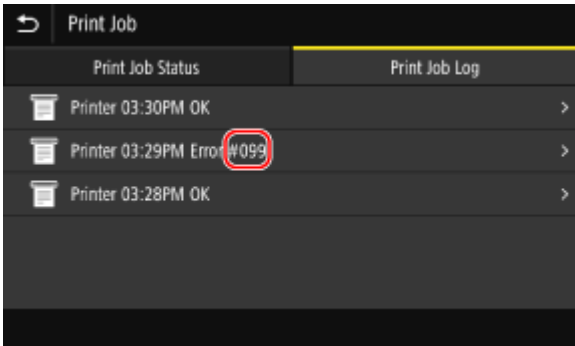 Print Job
Print Job Status
Print Job Log
Printer 03:30PM OK
Printer 03:29PM Error #099
Printer 03:28PM OK